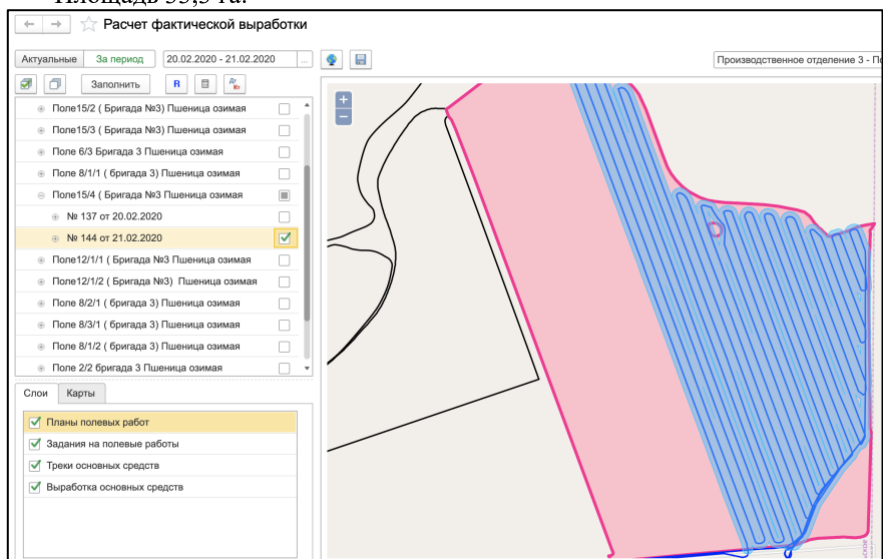 Площадь 53,5 га.
← → ☆ Расчет фактической выработки
Актуальные За период 20.02.2020 - 21.02.2020 ...
Производственное отделение 3 - По
Заполнить R
Поле15/2 ( Бригада №3) Пшеница озимая
Поле15/3 ( Бригада №3) Пшеница озимая
Поле 6/3 Бригада 3 Пшеница озимая
Поле 8/1/1 ( бригада 3) Пшеница озимая
Поле15/4 ( Бригада №3 Пшеница озимая
№ 137 от 20.02.2020
№ 144 от 21.02.2020
Поле12/1/1 ( Бригада №3 Пшеница озимая
Поле12/1/2 ( Бригада №3) Пшеница озимая
Поле 8/2/1 ( бригада 3) Пшеница озимая
Поле 8/3/1 ( бригада 3) Пшеница озимая
Поле 8/1/2 ( бригада 3) Пшеница озимая
Поле 2/2 бригада 3 Пшеница озимая
Слои Карты
Планы полевых работ
Задания на полевые работы
Треки основных средств
Выработка основных средств
+
−